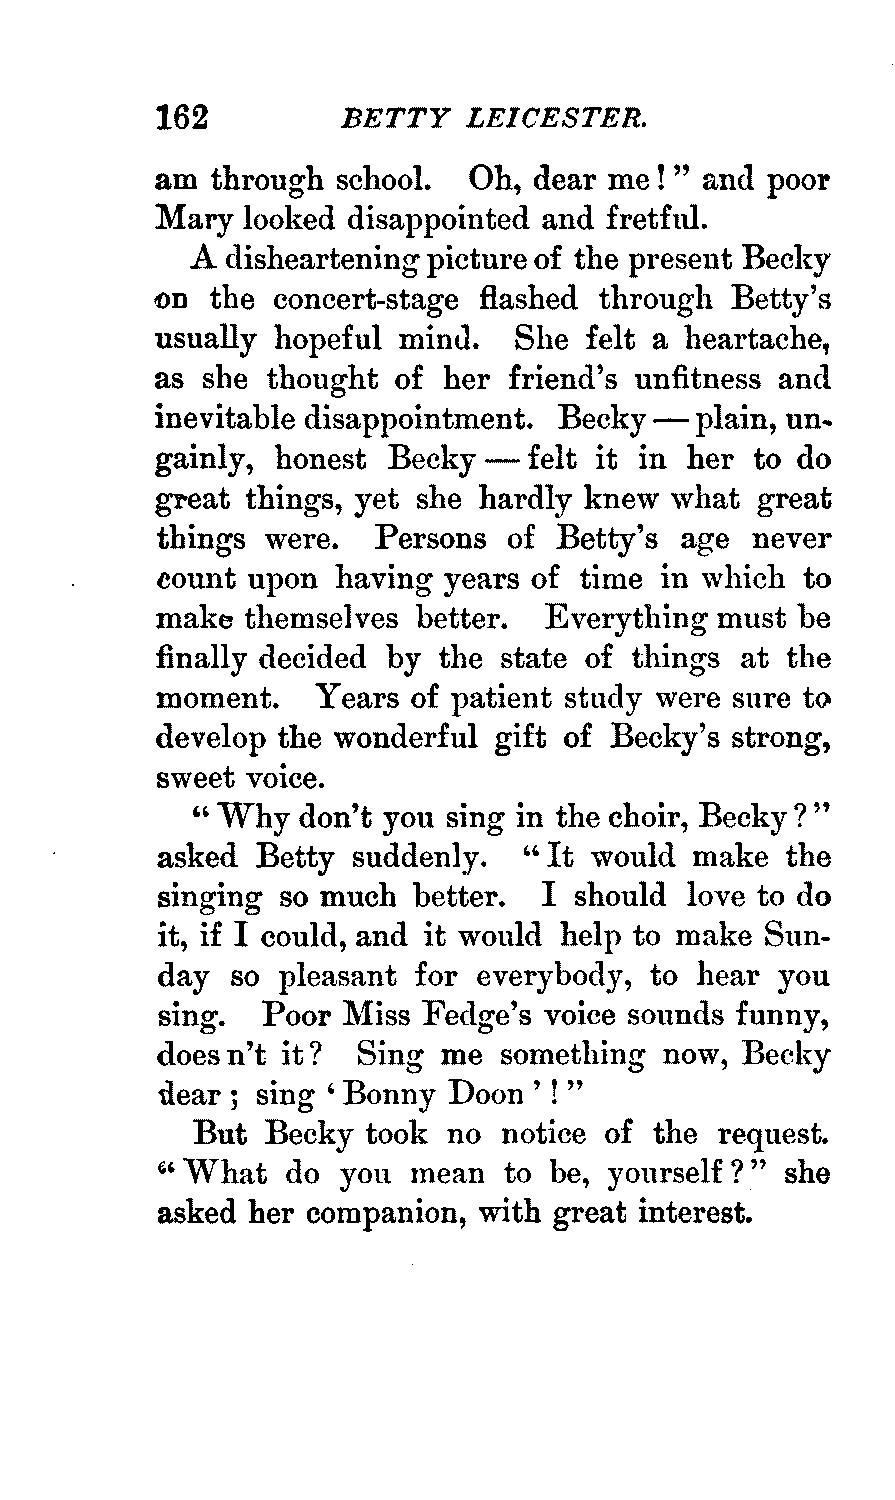 162 BETTY LEICESTER.
am through school. Oh, dear me!" and poor
Mary looked disappointed and fretful.
A disheartening picture of the present Becky
on the concert-stage flashed through Betty's
usually hopeful mind. She felt a heartache,
as she thought of her friend's unfitness and
inevitable disappointment. Becky — plain, un-
gainly, honest Becky — felt it in her to do
great things, yet she hardly knew what great
things were. Persons of Betty's age never
count upon having years of time in which to
make themselves better. Everything must be
finally decided by the state of things at the
moment. Years of patient study were sure to
develop the wonderful gift of Becky's strong,
sweet voice.
"Why don't you sing in the choir, Becky?"
asked Betty suddenly. "It would make the
singing so much better. I should love to do
it, if I could, and it would help to make Sun-
day so pleasant for everybody, to hear you
sing. Poor Miss Fedge's voice sounds funny,
does n't it? Sing me something now, Becky
dear; sing 'Bonny Doon'!"
But Becky took no notice of the request.
"What do you mean to be, yourself?" she
asked her companion, with great interest.